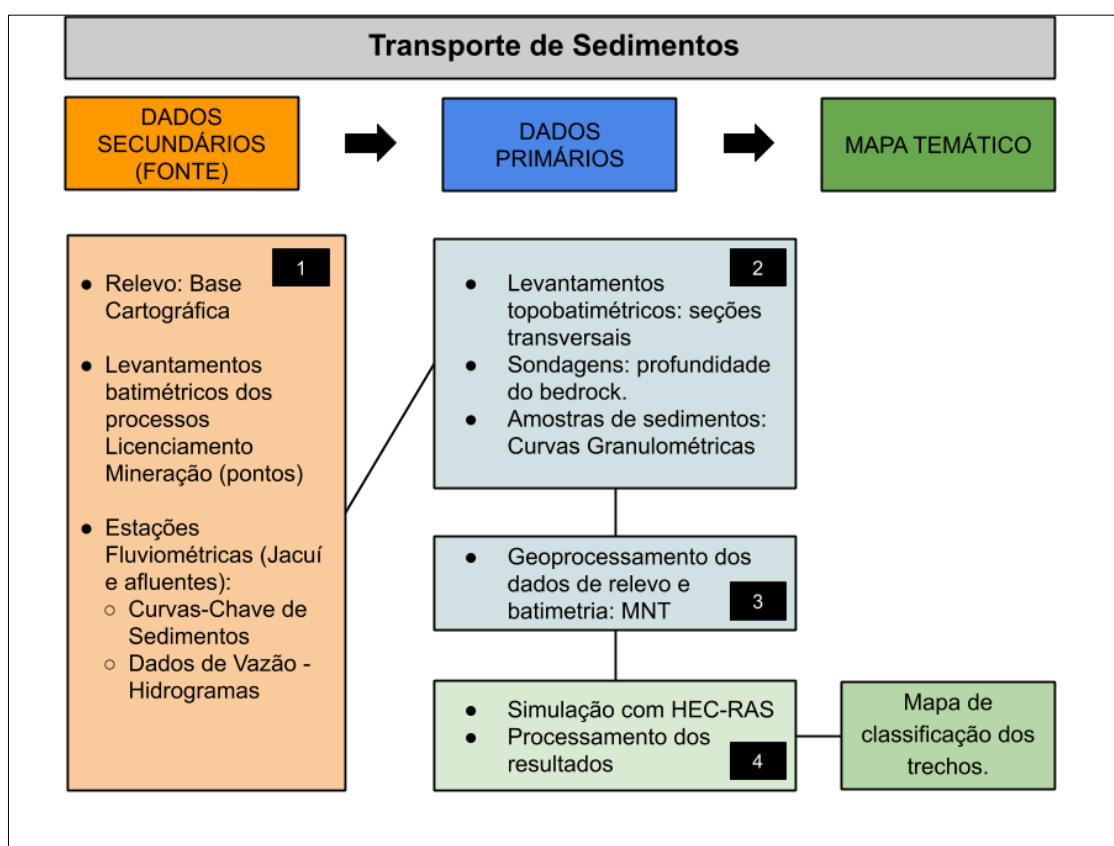 Transporte de Sedimentos
DADOS
SECUNDÁRIOS
(FONTE)
DADOS
PRIMÁRIOS
MAPA TEMÁTICO
1
● Relevo: Base
Cartográfica
● Levantamentos
batimétricos dos
processos
Licenciamento
Mineração (pontos)
● Estações
Fluviométricas (Jacuí
e afluentes):
○ Curvas-Chave de
Sedimentos
○ Dados de Vazão -
Hidrogramas
2
● Levantamentos
topobatimétricos: seções
transversais
● Sondagens: profundidade
do bedrock.
● Amostras de sedimentos:
Curvas Granulométricas
● Geoprocessamento dos
dados de relevo e
batimetria: MNT
3
● Simulação com HEC-RAS
● Processamento dos
resultados
4
Mapa de
classificação dos
trechos.